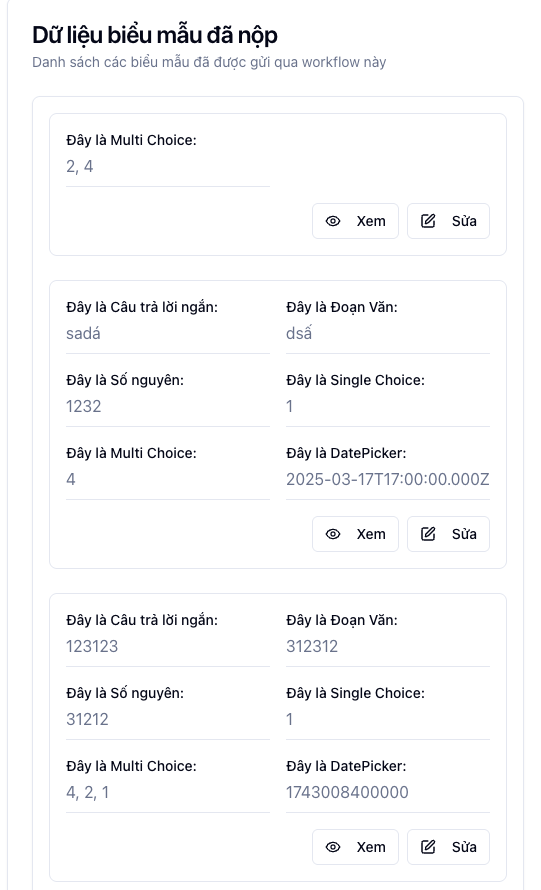 Dữ liệu biểu mẫu đã nộp
Danh sách các biểu mẫu đã được gửi qua workflow này
Đây là Multi Choice:
2, 4
Xem
Sửa
Đây là Câu trả lời ngắn:
Đây là Đoạn Văn:
sadá
dsấ
Đây là Số nguyên:
Đây là Single Choice:
1232
1
Đây là Multi Choice:
Đây là DatePicker:
4
2025-03-17T17:00:00.000Z
Xem
Sửa
Đây là Câu trả lời ngắn:
Đây là Đoạn Văn:
123123
312312
Đây là Số nguyên:
Đây là Single Choice:
31212
1
Đây là Multi Choice:
Đây là DatePicker:
4, 2, 1
1743008400000
Xem
Sửa